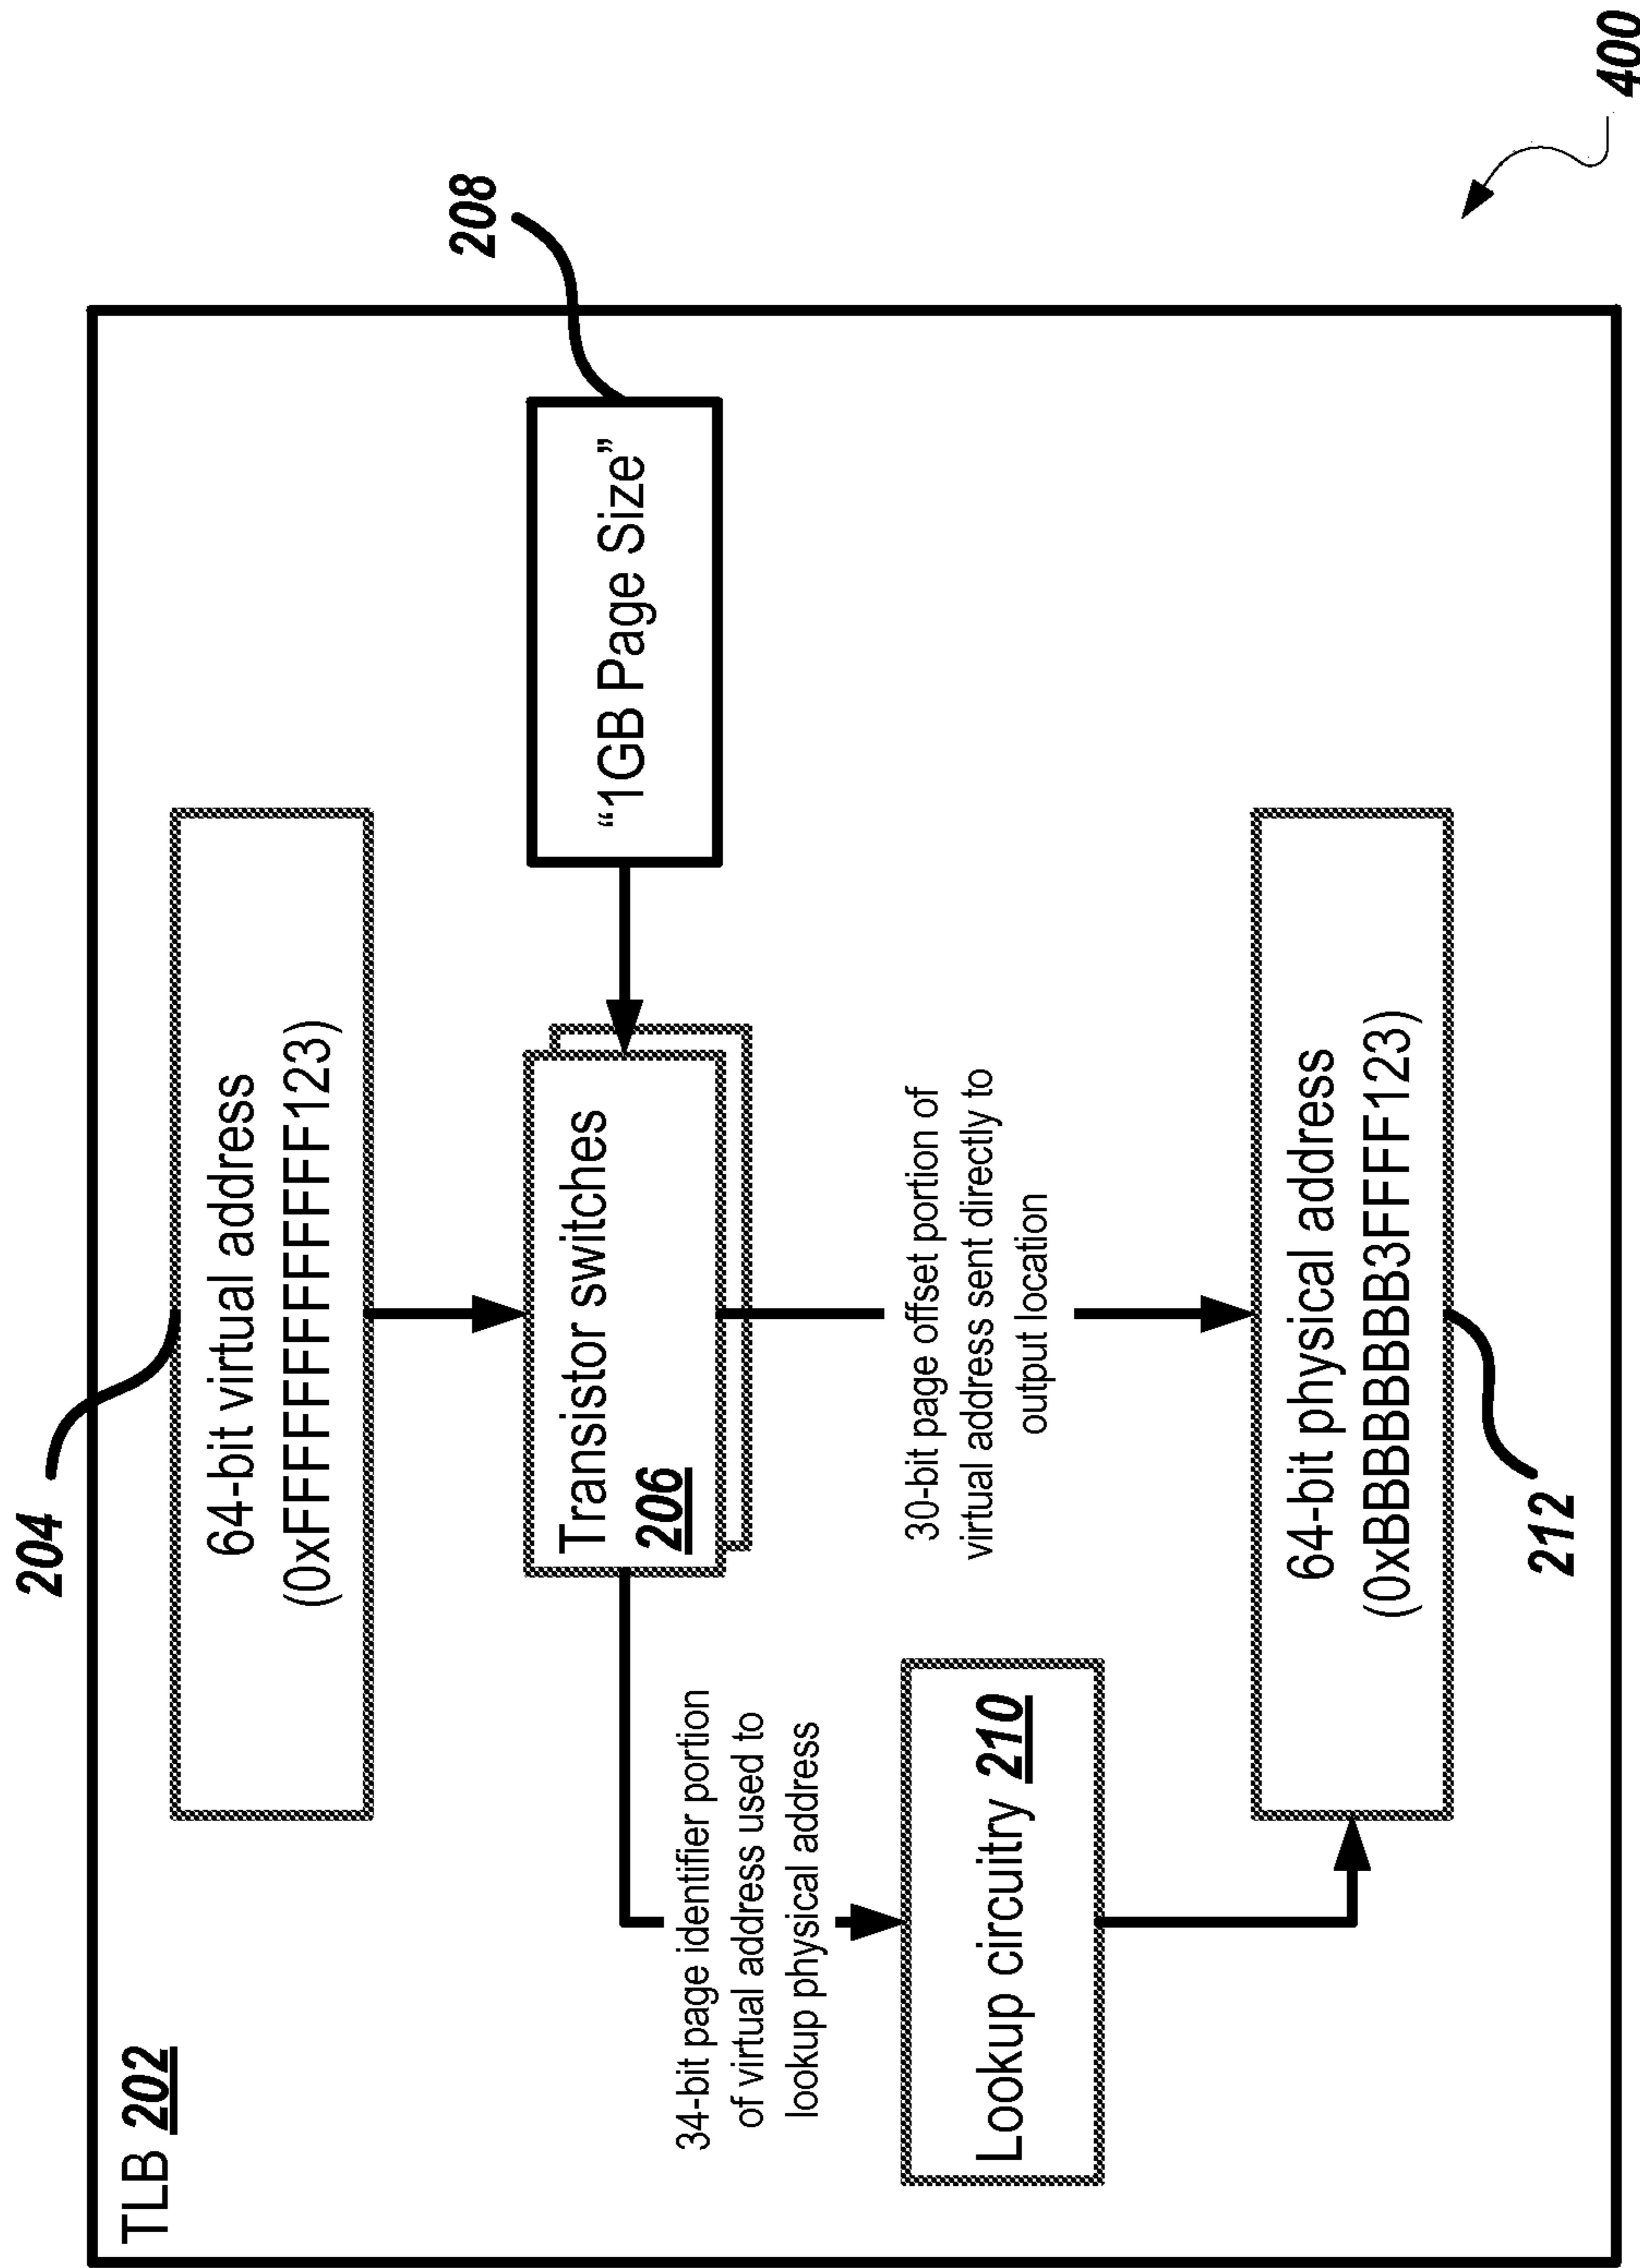 TLB 202
204
64-bit virtual address
(0xFFFFFFFFFFFFF123)
Transistor switches
206
"1GB Page Size"
208
34-bit page identifier portion
of virtual address used to
lookup physical address
30-bit page offset portion of
virtual address sent directly to
output location
Lookup circuitry 210
64-bit physical address
(0xBBBBBBBB3FFFF123)
212
400